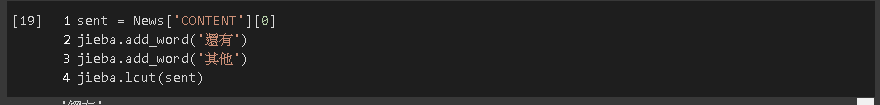 [19] 1 sent = News['CONTENT'][0]
2 jieba.add_word('還有')
3 jieba.add_word('其他')
4 jieba.lcut(sent)